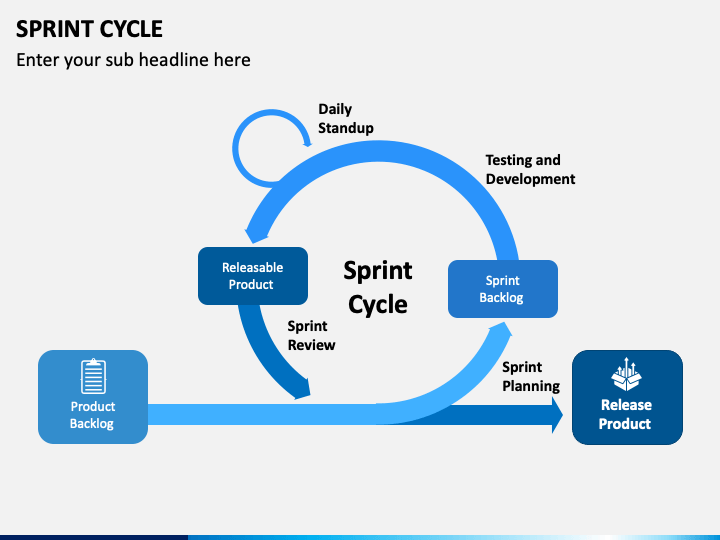 SPRINT CYCLE
Enter your sub headline here
Daily
Standup
Testing and
Development
Releasable
Product
Sprint
Cycle
Sprint
Backlog
Sprint
Review
Sprint
Planning
Product
Backlog
Release
Product